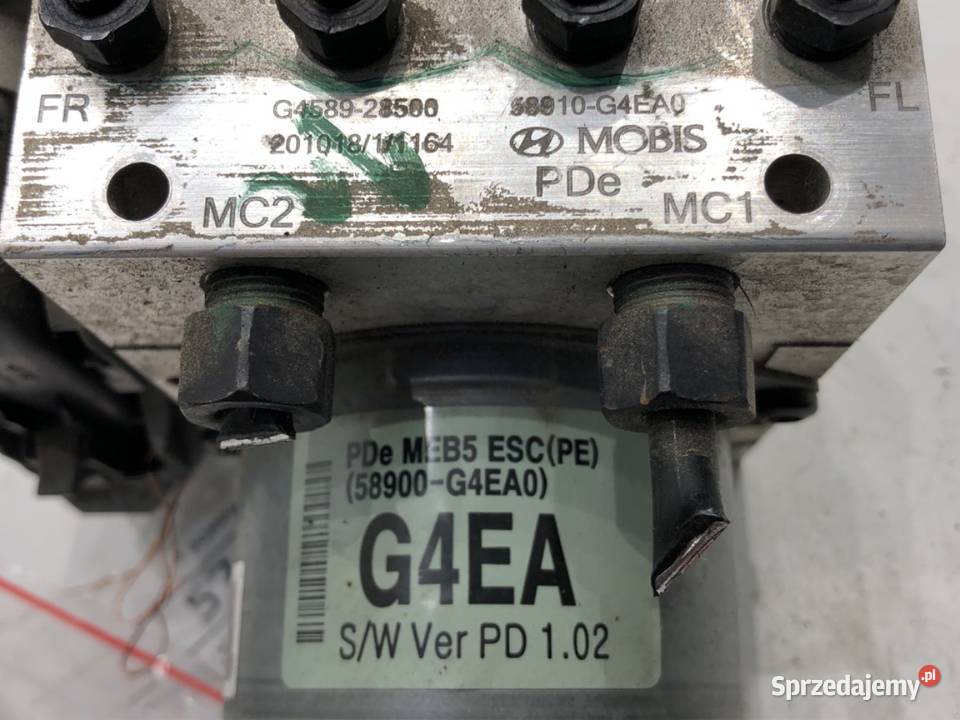 FR
G4589-28500
58910-G4EA0
FL
201018/1/1164
MOBIS
PDe
MC2
MC1
PDe MEB5 ESC(PE)
(58900-G4EA0)
G4EA
S/W Ver PD 1.02
Sprzedajemy.pl